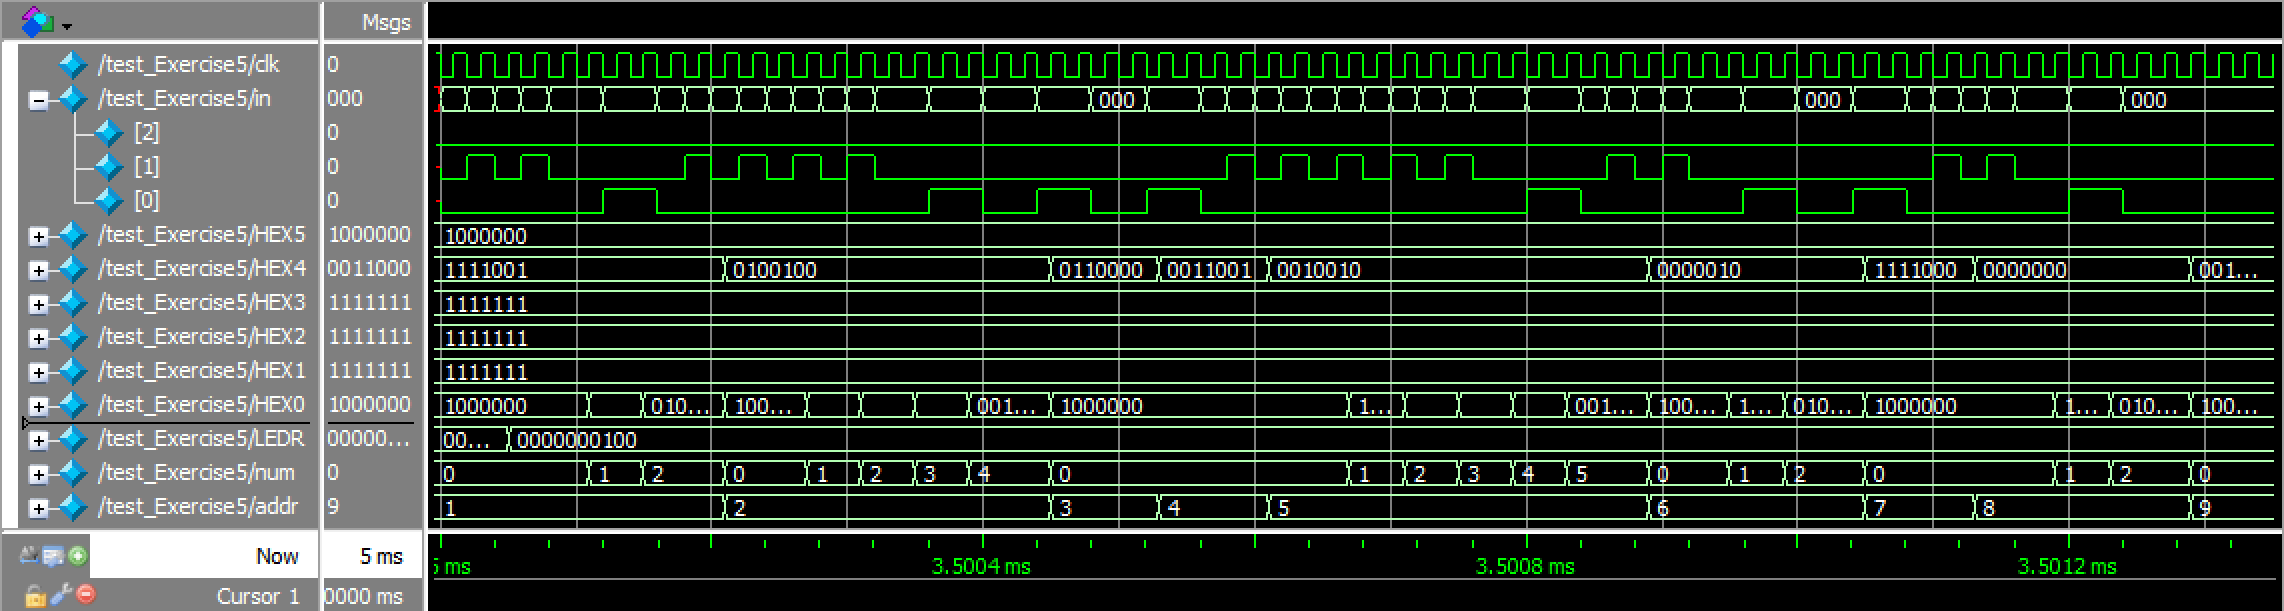 Msgs
/test_Exercise5/clk 0
/test_Exercise5/in 000 000 000 000
[2] 0
[1] 0
[0] 0
/test_Exercise5/HEX5 1000000 1000000
/test_Exercise5/HEX4 0011000 1111001 0100100 0110000 0011001 0010010 0000010 1111000 0000000 001...
/test_Exercise5/HEX3 1111111 1111111
/test_Exercise5/HEX2 1111111 1111111
/test_Exercise5/HEX1 1111111 1111111
/test_Exercise5/HEX0 1000000 1000000 010... 100... 001... 1000000 1... 001... 100... 1... 010... 1000000 1... 010... 100...
/test_Exercise5/LEDR 00000... 00... 0000000100
/test_Exercise5/num 0 0 1 2 0 1 2 3 4 0 1 2 3 4 5 0 1 2 0 1 2 0
/test_Exercise5/addr 9 1 2 3 4 5 6 7 8 9
Now 5 ms ms 3.5004 ms 3.5008 ms 3.5012 ms
Cursor 1 0000 ms